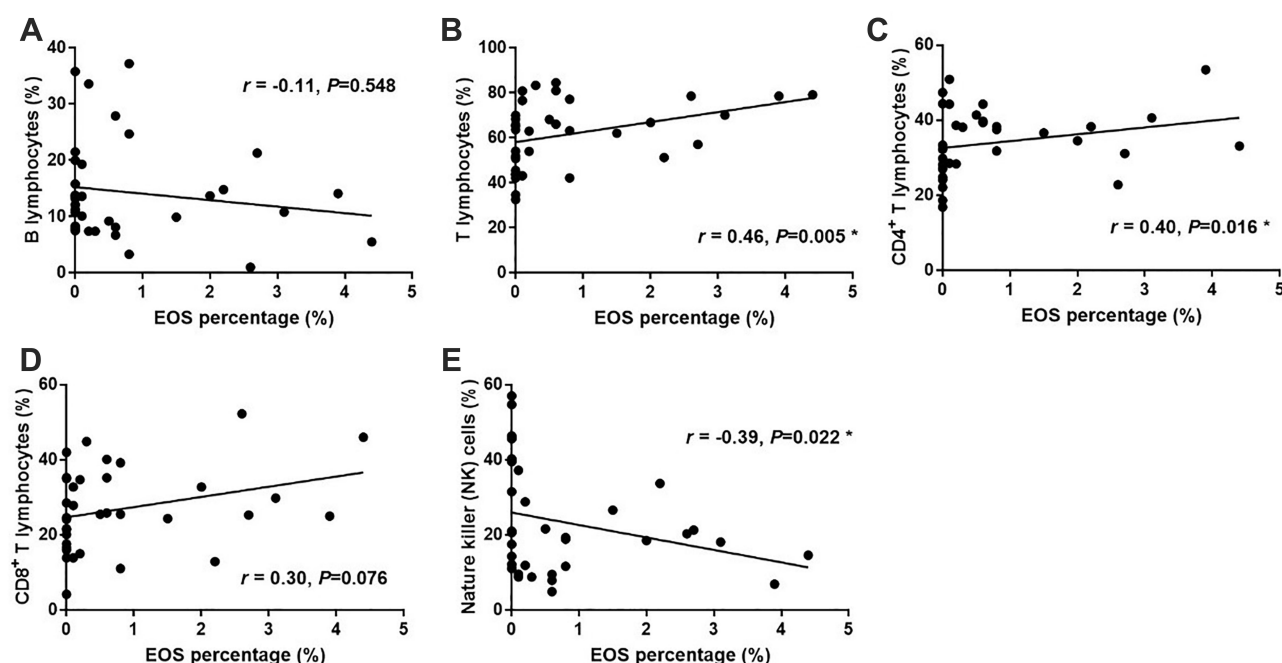 A
B lymphocytes (%)
40
30
20
10
0
r = -0.11, P=0.548
0 1 2 3 4 5
EOS percentage (%)
B
T lymphocytes (%)
100
80
60
40
20
0
r = 0.46, P=0.005 *
0 1 2 3 4 5
EOS percentage (%)
C
CD4+ T lymphocytes (%)
60
40
20
0
r = 0.40, P=0.016 *
0 1 2 3 4 5
EOS percentage (%)
D
CD8+ T lymphocytes (%)
60
40
20
0
r = 0.30, P=0.076
0 1 2 3 4 5
EOS percentage (%)
E
Nature killer (NK) cells (%)
60
40
20
0
r = -0.39, P=0.022 *
0 1 2 3 4 5
EOS percentage (%)